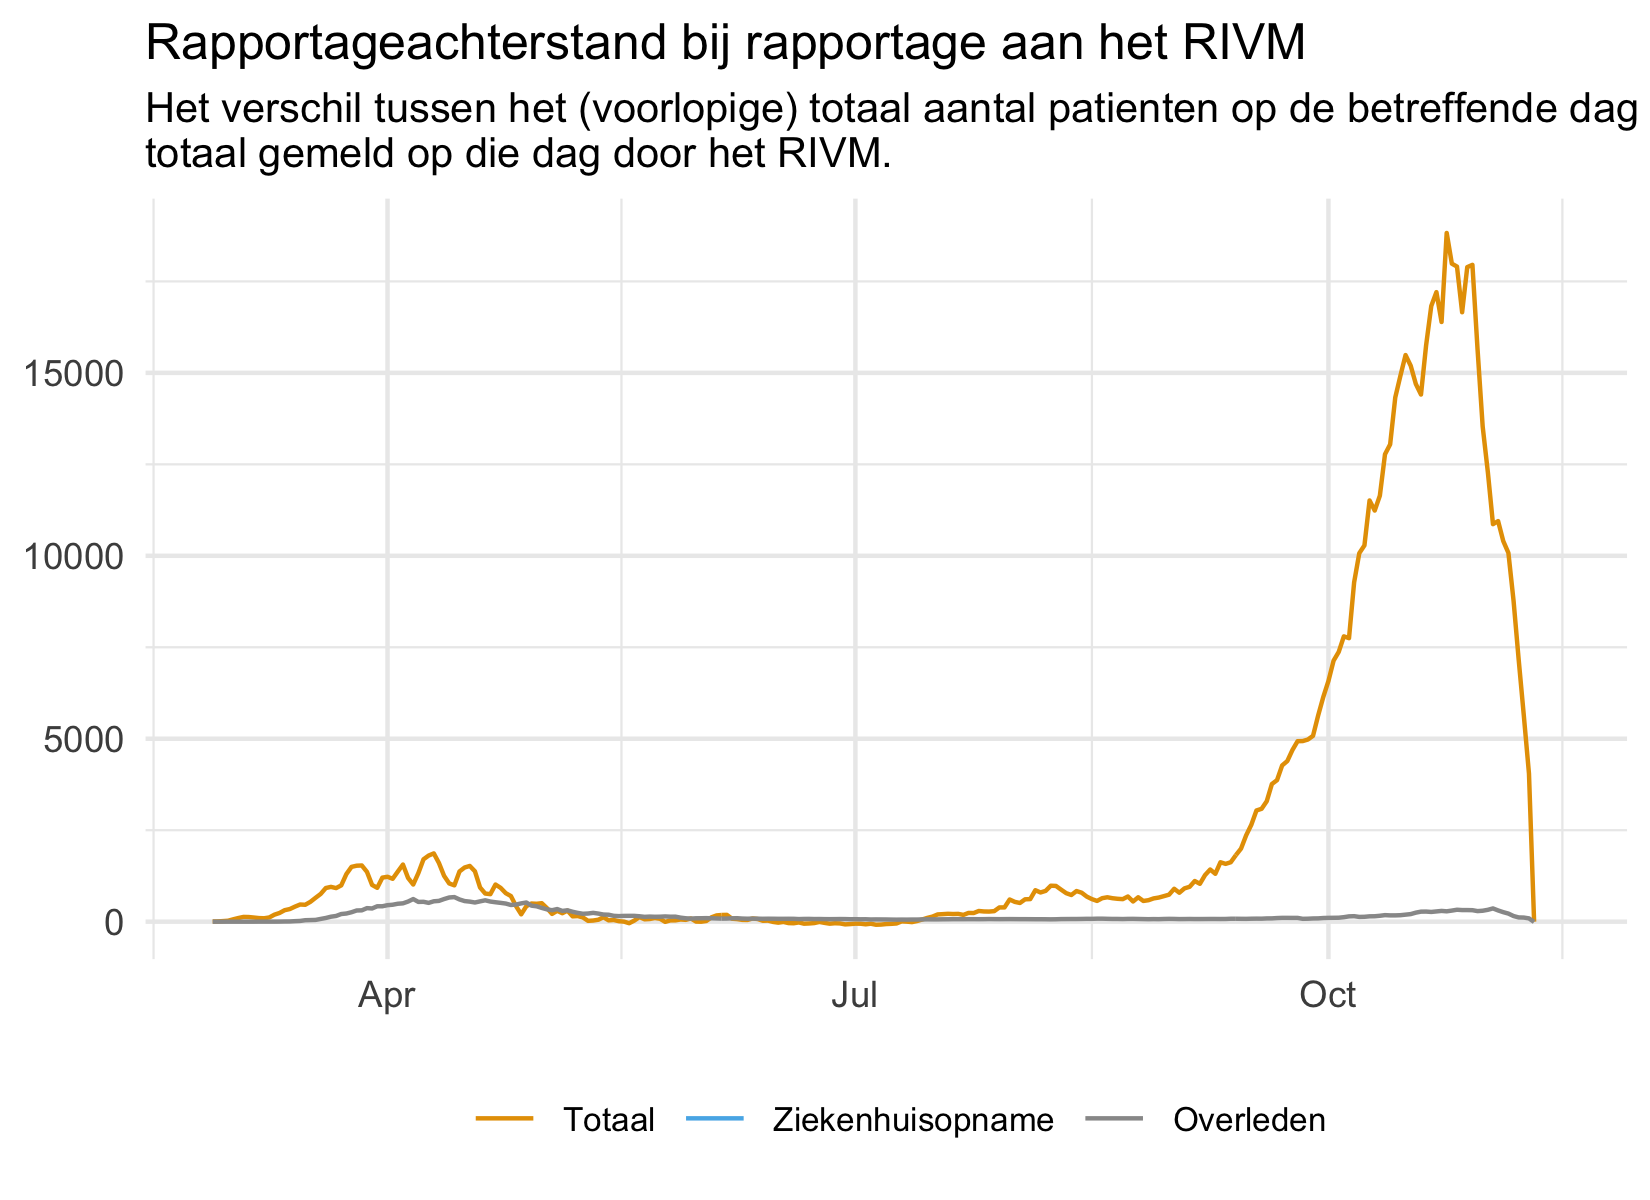 Rapportageachterstand bij rapportage aan het RIVM
Het verschil tussen het (voorlopige) totaal aantal patienten op de betreffende dag
totaal gemeld op die dag door het RIVM.
15000
10000
5000
0
Apr
Jul
Oct
Totaal
Ziekenhuisopname
Overleden